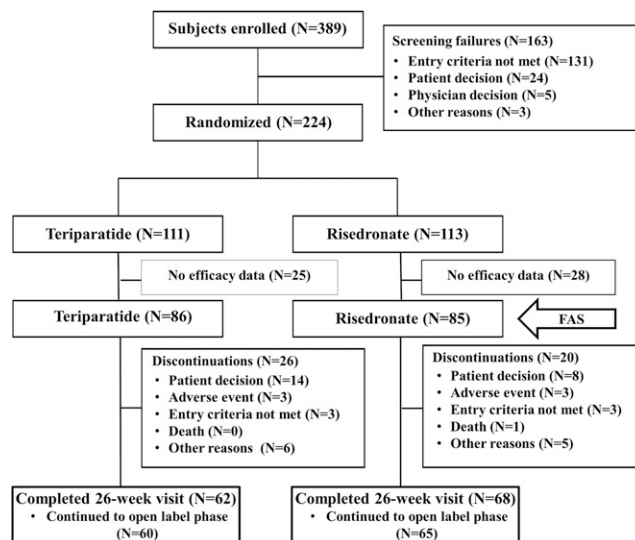 Subjects enrolled (N=389)
Screening failures (N=163)
• Entry criteria not met (N=131)
• Patient decision (N=24)
• Physician decision (N=5)
• Other reasons (N=3)
Randomized (N=224)
Teriparatide (N=111)
Risedronate (N=113)
No efficacy data (N=25)
No efficacy data (N=28)
Teriparatide (N=86)
Risedronate (N=85)
FAS
Discontinuations (N=26)
• Patient decision (N=14)
• Adverse event (N=3)
• Entry criteria not met (N=3)
• Death (N=0)
• Other reasons (N=6)
Discontinuations (N=20)
• Patient decision (N=8)
• Adverse event (N=3)
• Entry criteria not met (N=3)
• Death (N=1)
• Other reasons (N=5)
Completed 26-week visit (N=62)
• Continued to open label phase
(N=60)
Completed 26-week visit (N=68)
• Continued to open label phase
(N=65)